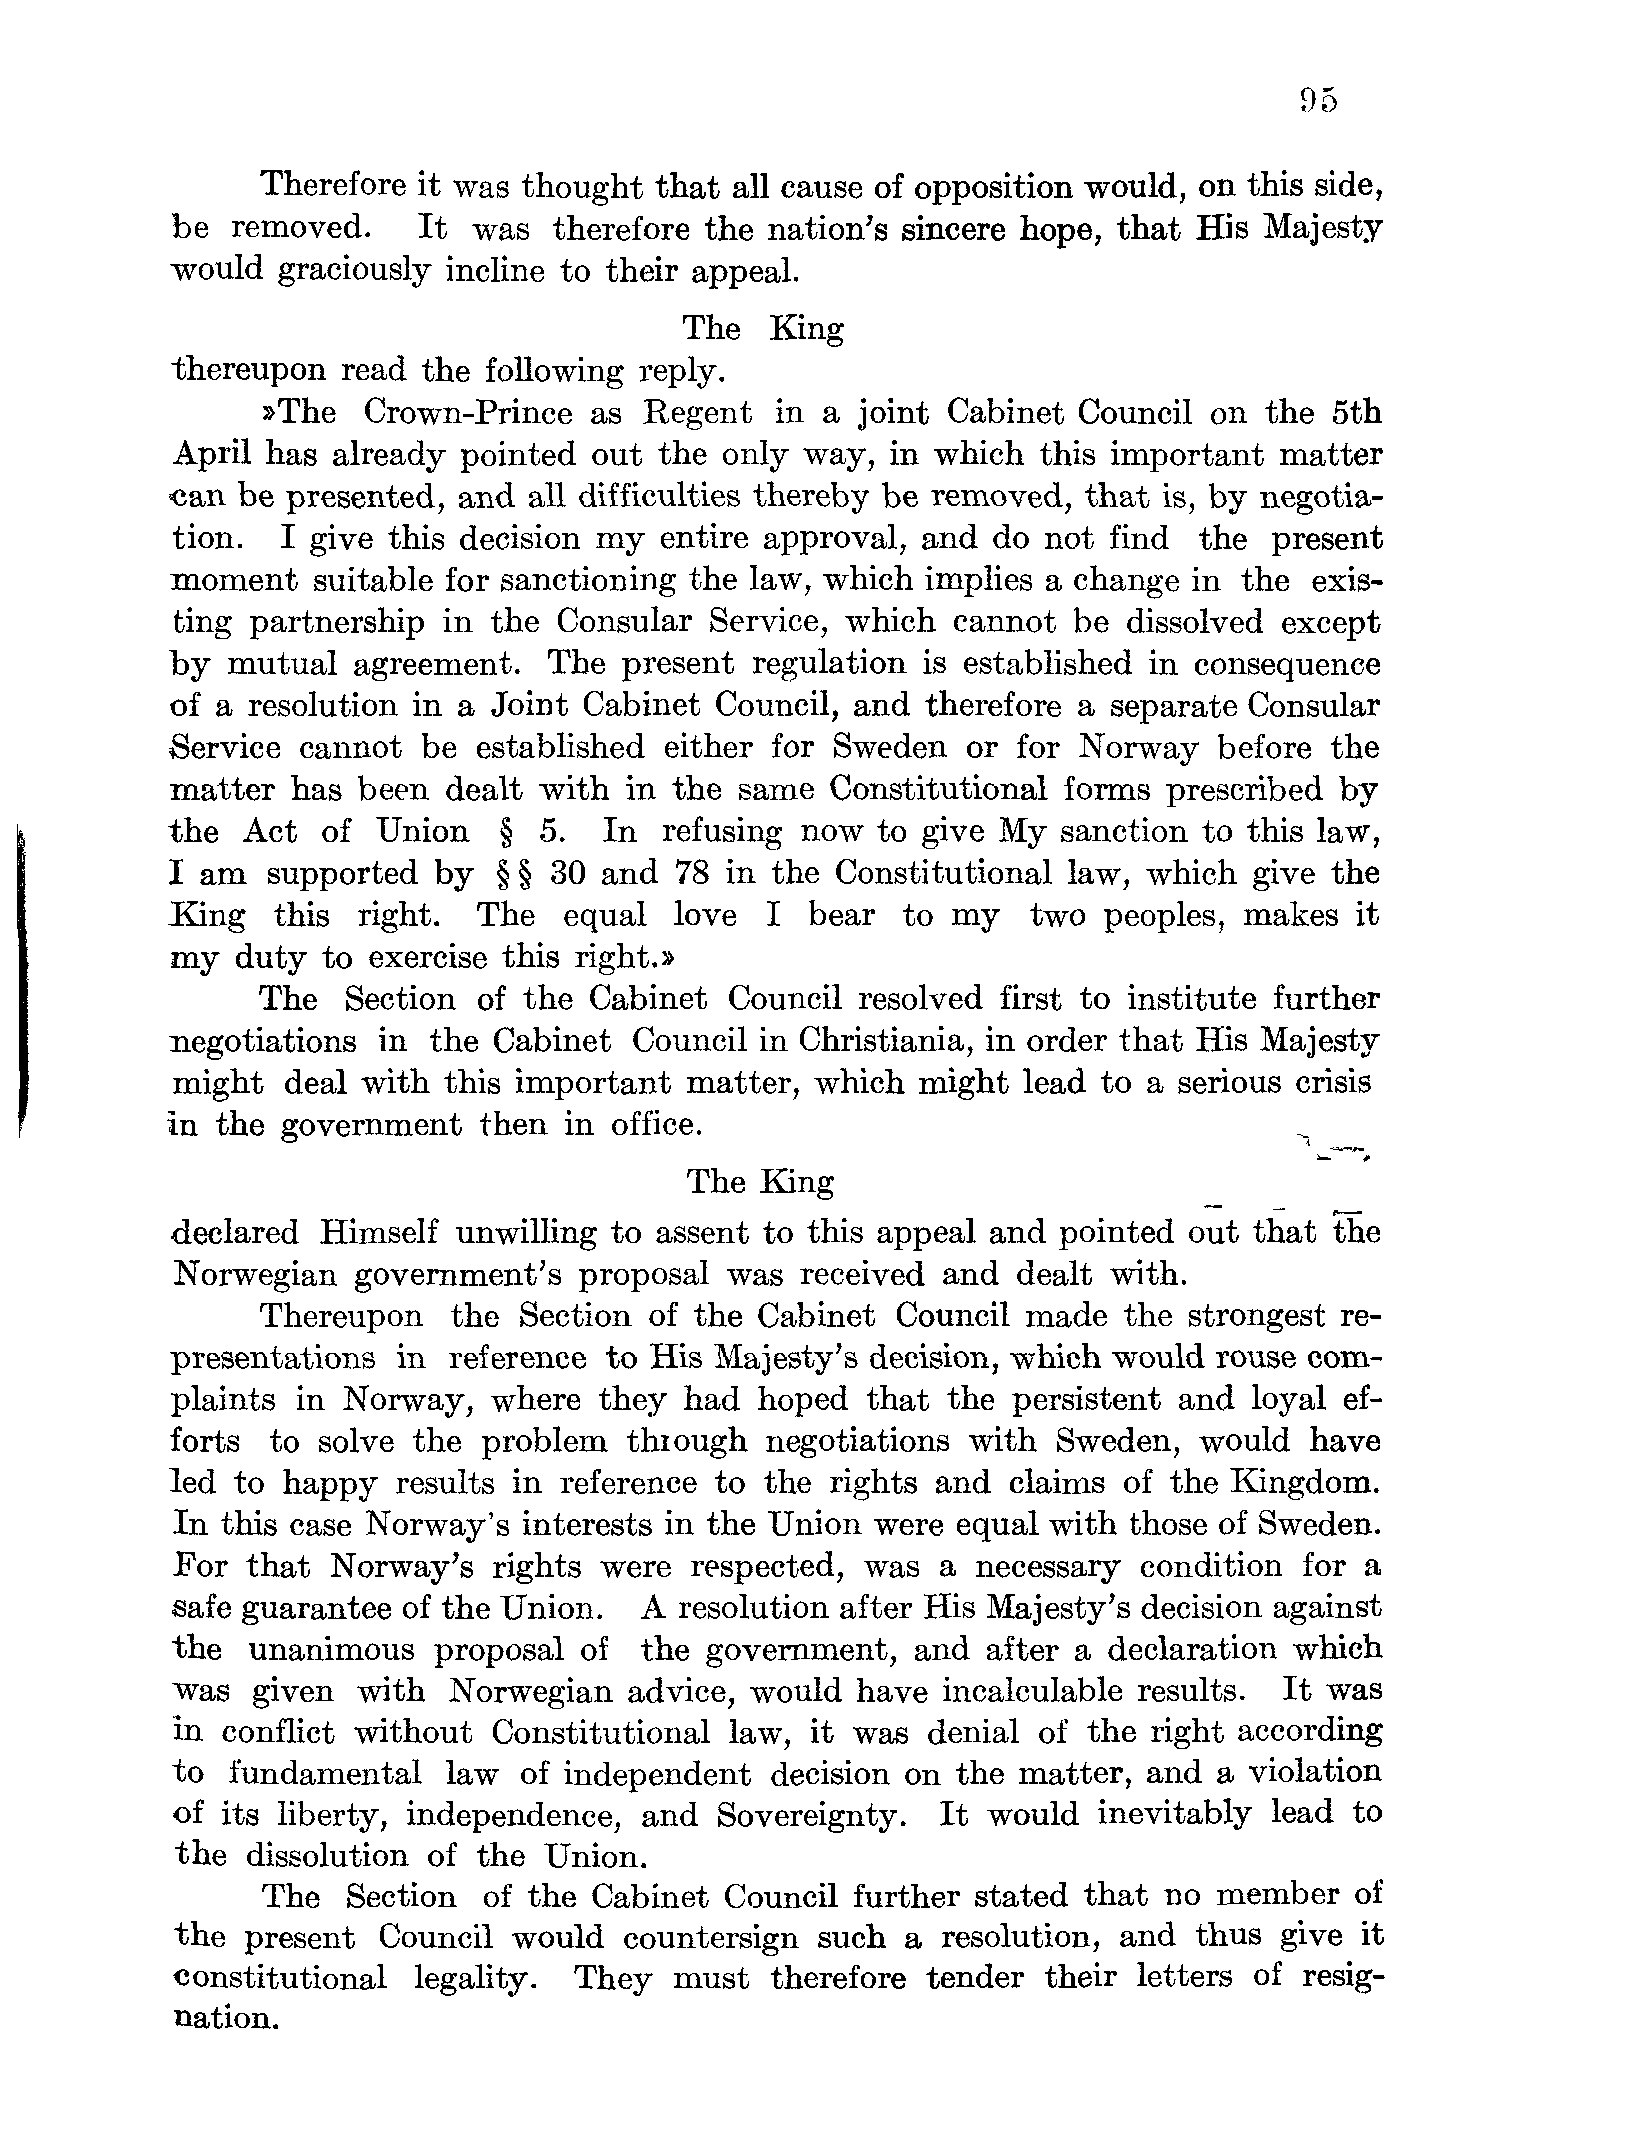 95
Therefore it was thought that all cause of opposition would, on this side,
be removed. It was therefore the nation's sincere hope, that His Majesty
would graciously incline to their appeal.
The King
thereupon read the following reply.
»The Crown-Prince as Regent in a joint Cabinet Council on the 5th
April has already pointed out the only way, in which this important matter
can be presented, and all difficulties thereby be removed, that is, by negotia-
tion. I give this decision my entire approval, and do not find the present
moment suitable for sanctioning the law, which implies a change in the exis-
ting partnership in the Consular Service, which cannot be dissolved except
by mutual agreement. The present regulation is established in consequence
of a resolution in a Joint Cabinet Council, and therefore a separate Consular
Service cannot be established either for Sweden or for Norway before the
matter has been dealt with in the same Constitutional forms prescribed by
the Act of Union § 5. In refusing now to give My sanction to this law,
I am supported by §§ 30 and 78 in the Constitutional law, which give the
King this right. The equal love I bear to my two peoples, makes it
my duty to exercise this right.»
The Section of the Cabinet Council resolved first to institute further
negotiations in the Cabinet Council in Christiania, in order that His Majesty
might deal with this important matter, which might lead to a serious crisis
in the government then in office.
The King
declared Himself unwilling to assent to this appeal and pointed out that the
Norwegian government's proposal was received and dealt with.
Thereupon the Section of the Cabinet Council made the strongest re-
presentations in reference to His Majesty's decision, which would rouse com-
plaints in Norway, where they had hoped that the persistent and loyal ef-
forts to solve the problem through negotiations with Sweden, would have
led to happy results in reference to the rights and claims of the Kingdom.
In this case Norway's interests in the Union were equal with those of Sweden.
For that Norway's rights were respected, was a necessary condition for a
safe guarantee of the Union. A resolution after His Majesty's decision against
the unanimous proposal of the government, and after a declaration which
was given with Norwegian advice, would have incalculable results. It was
in conflict without Constitutional law, it was denial of the right according
to fundamental law of independent decision on the matter, and a violation
of its liberty, independence, and Sovereignty. It would inevitably lead to
the dissolution of the Union.
The Section of the Cabinet Council further stated that no member of
the present Council would countersign such a resolution, and thus give it
constitutional legality. They must therefore tender their letters of resig-
nation.